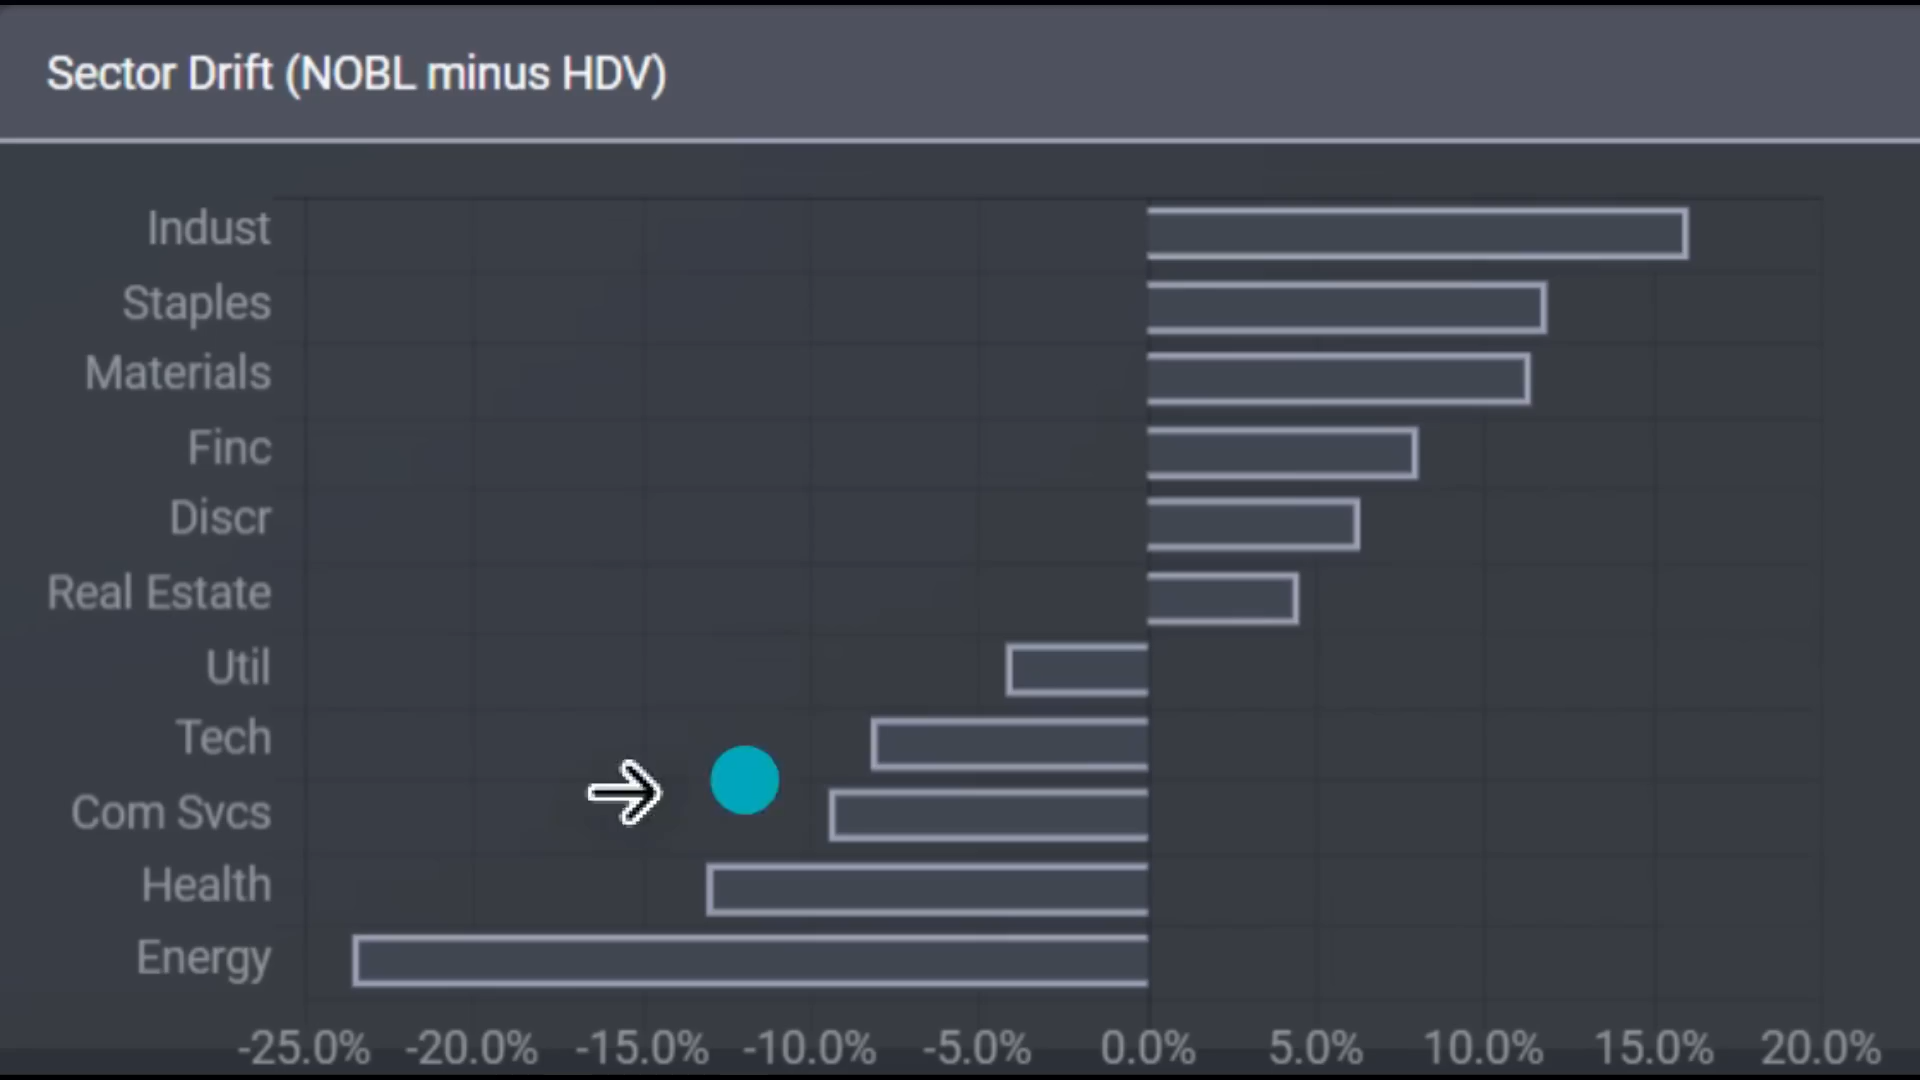 Sector Drift (NOBL minus HDV)
Indust
Staples
Materials
Finc
Discr
Real Estate
Util
Tech
Com Svcs
Health
Energy
-25.0% -20.0% -15.0% -10.0% -5.0% 0.0% 5.0% 10.0% 15.0% 20.0%